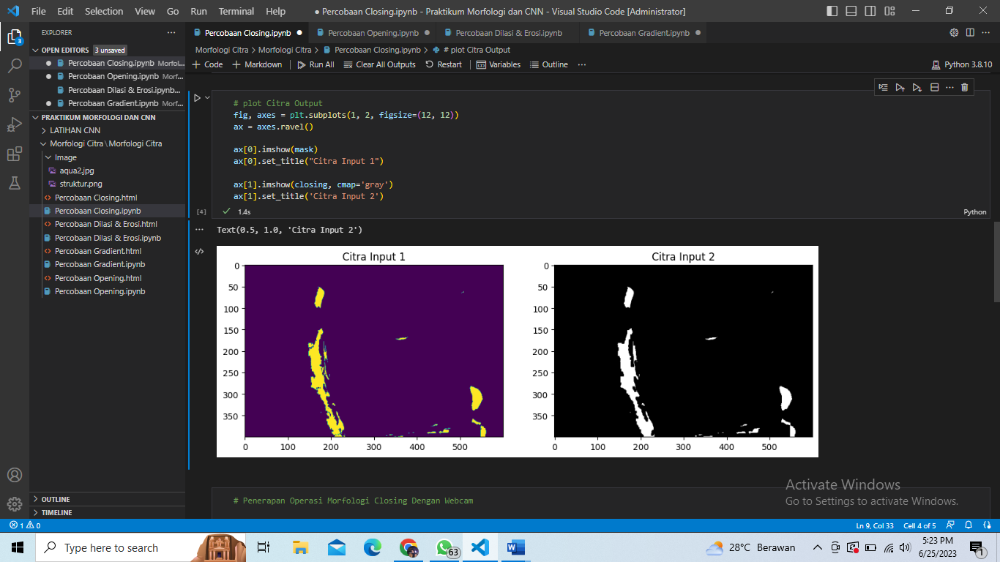 File Edit Selection View Go Run Terminal Help
● Percobaan Closing.ipynb - Praktikum Morfologi dan CNN - Visual Studio Code [Administrator]
EXPLORER
OPEN EDITORS 3 unsaved
Percobaan Closing.ipynb Morfol...
Percobaan Opening.ipynb Morf...
Percobaan Dilasi & Erosi.ipynb...
Percobaan Gradient.ipynb Morf...
PRAKTIKUM MORFOLOGI DAN CNN
LATIHAN CNN
Morfologi Citra \ Morfologi Citra
Image
aqua2.jpg
struktur.png
Percobaan Closing.html
Percobaan Closing.ipynb
Percobaan Dilasi & Erosi.html
Percobaan Dilasi & Erosi.ipynb
Percobaan Gradient.html
Percobaan Gradient.ipynb
Percobaan Opening.html
Percobaan Opening.ipynb
OUTLINE
TIMELINE
3
Percobaan Closing.ipynb Percobaan Opening.ipynb Percobaan Dilasi & Erosi.ipynb Percobaan Gradient.ipynb
Morfologi Citra > Morfologi Citra > Percobaan Closing.ipynb > # plot Citra Output
+ Code + Markdown Run All Clear All Outputs Restart Variables Outline ... Python 3.8.10
# plot Citra Output
fig, axes = plt.subplots(1, 2, figsize=(12, 12))
ax = axes.ravel()
ax[0].imshow(mask)
ax[0].set_title("Citra Input 1")
ax[1].imshow(closing, cmap='gray')
ax[1].set_title('Citra Input 2')
[4] 1.4s Python
Text(0.5, 1.0, 'Citra Input 2')
Citra Input 1
0
50
100
150
200
250
300
350
0 100 200 300 400 500
Citra Input 2
0
50
100
150
200
250
300
350
0 100 200 300 400 500
# Penerapan Operasi Morfologi Closing Dengan Webcam
Activate Windows
Go to Settings to activate Windows.
1 0 Ln 9, Col 33 Cell 4 of 5
Type here to search
63
28°C Berawan
5:23 PM
6/25/2023
1